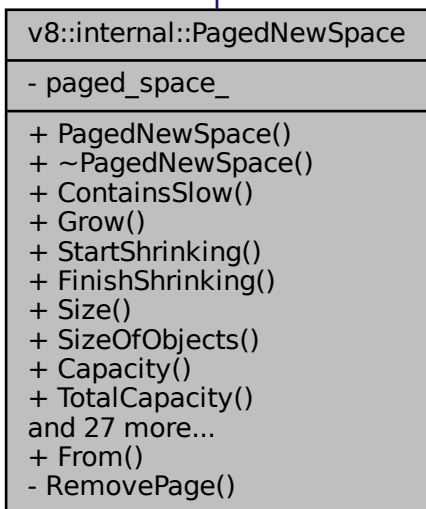 v8::internal::PagedNewSpace
- paged_space_
+ PagedNewSpace()
+ ~PagedNewSpace()
+ ContainsSlow()
+ Grow()
+ StartShrinking()
+ FinishShrinking()
+ Size()
+ SizeOfObjects()
+ Capacity()
+ TotalCapacity()
and 27 more...
+ From()
- RemovePage()